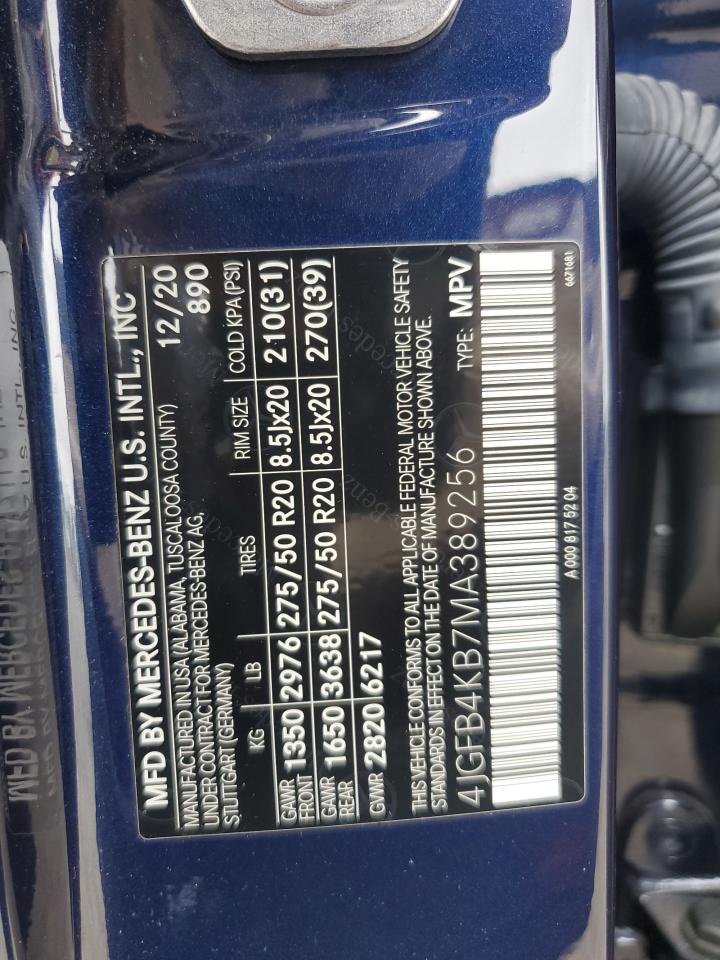 MFD BY MERCEDES-BENZ U.S. INTL., INC
MANUFACTURED IN USA (ALABAMA, TUSCALOOSA COUNTY) 12/20
UNDER CONTRACT FOR MERCEDES-BENZ AG, 890
STUTTGART (GERMANY)
KG LB TIRES RIM SIZE COLD KPA (PSI)
GAWR FRONT 1350 2976 275/50 R20 8.5Jx20 210(31)
GAWR REAR 1650 3638 275/50 R20 8.5Jx20 270(39)
GVWR 2820 6217
THIS VEHICLE CONFORMS TO ALL APPLICABLE FEDERAL MOTOR VEHICLE SAFETY
STANDARDS IN EFFECT ON THE DATE OF MANUFACTURE SHOWN ABOVE.
4JGFB4KB7MA389256 TYPE: MPV
A 000 817 52 04 6671681